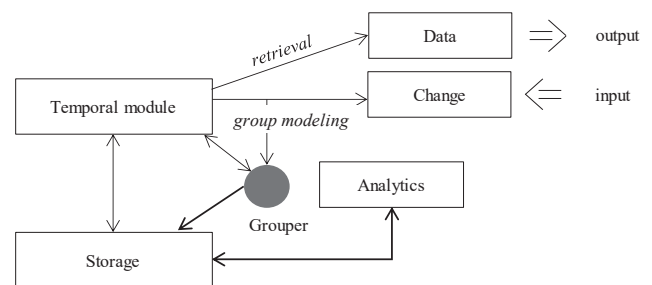 retrieval
Data
output
Temporal module
Change
input
group modeling
Analytics
Grouper
Storage